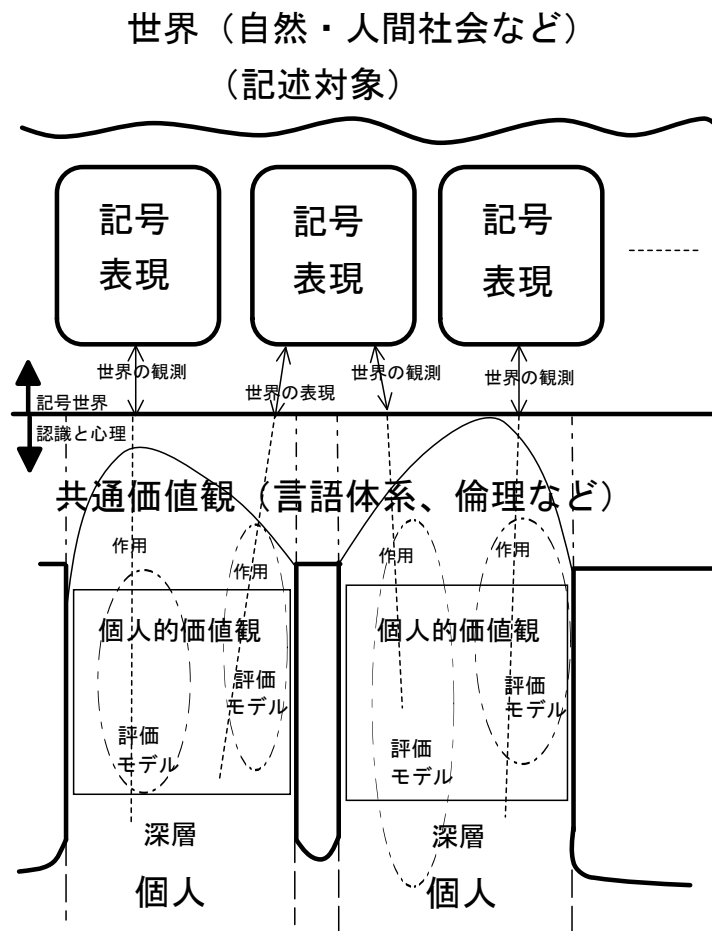 世界（自然・人間社会など）
（記述対象）
記号
表現
記号
表現
記号
表現
世界の観測
世界の表現
世界の観測
世界の観測
記号世界
認識と心理
共通価値観（言語体系、倫理など）
作用
作用
作用
作用
個人的価値観
個人的価値観
評価
モデル
評価
モデル
評価
モデル
評価
モデル
深層
深層
個人
個人